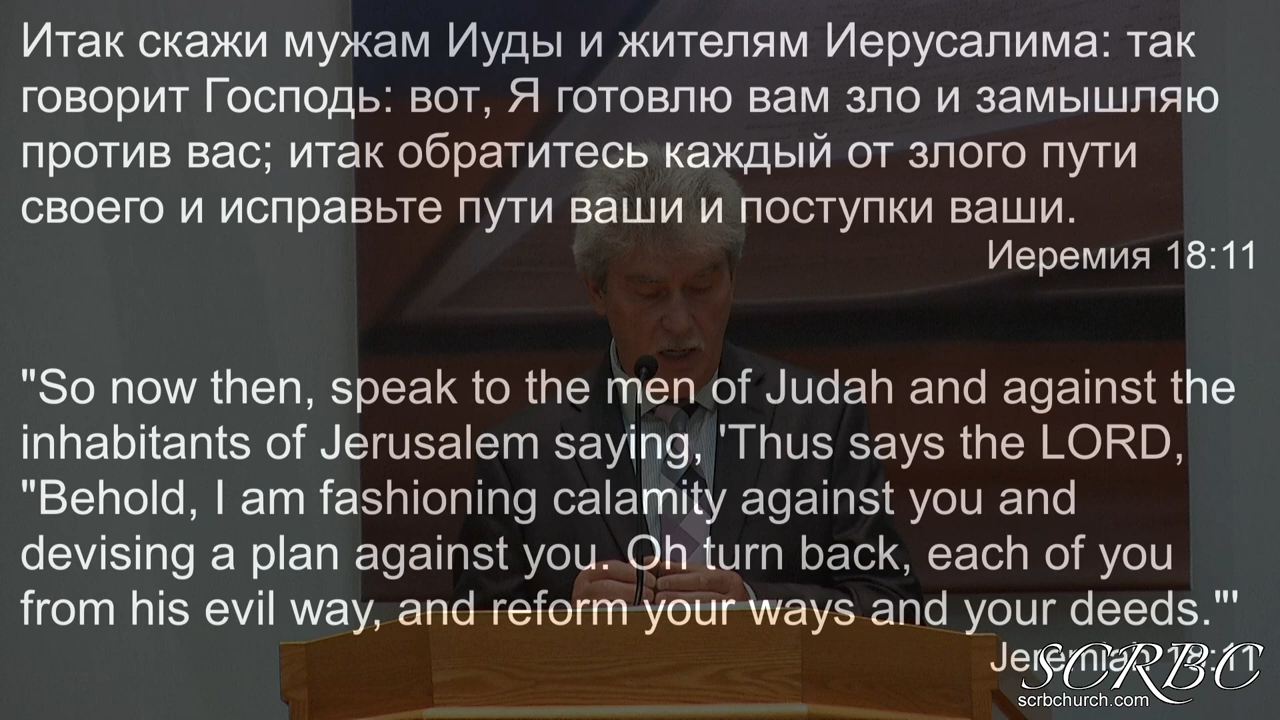 Итак скажи мужам Иуды и жителям Иерусалима: так
говорит Господь: вот, Я готовлю вам зло и замышляю
против вас; итак обратитесь каждый от злого пути
своего и исправьте пути ваши и поступки ваши.
Иеремия 18:11
"So now then, speak to the men of Judah and against the
inhabitants of Jerusalem saying, 'Thus says the LORD,
"Behold, I am fashioning calamity against you and
devising a plan against you. Oh turn back, each of you
from his evil way, and reform your ways and your deeds."'
Jeremiah 18:11
SCRBC
scrbchurch.com